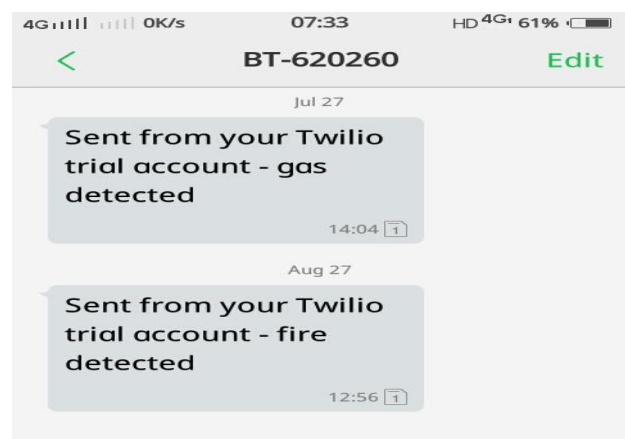 4G 0K/s 07:33 HD 4G 61%
< BT-620260 Edit
Jul 27
Sent from your Twilio
trial account - gas
detected
14:04 1
Aug 27
Sent from your Twilio
trial account - fire
detected
12:56 1